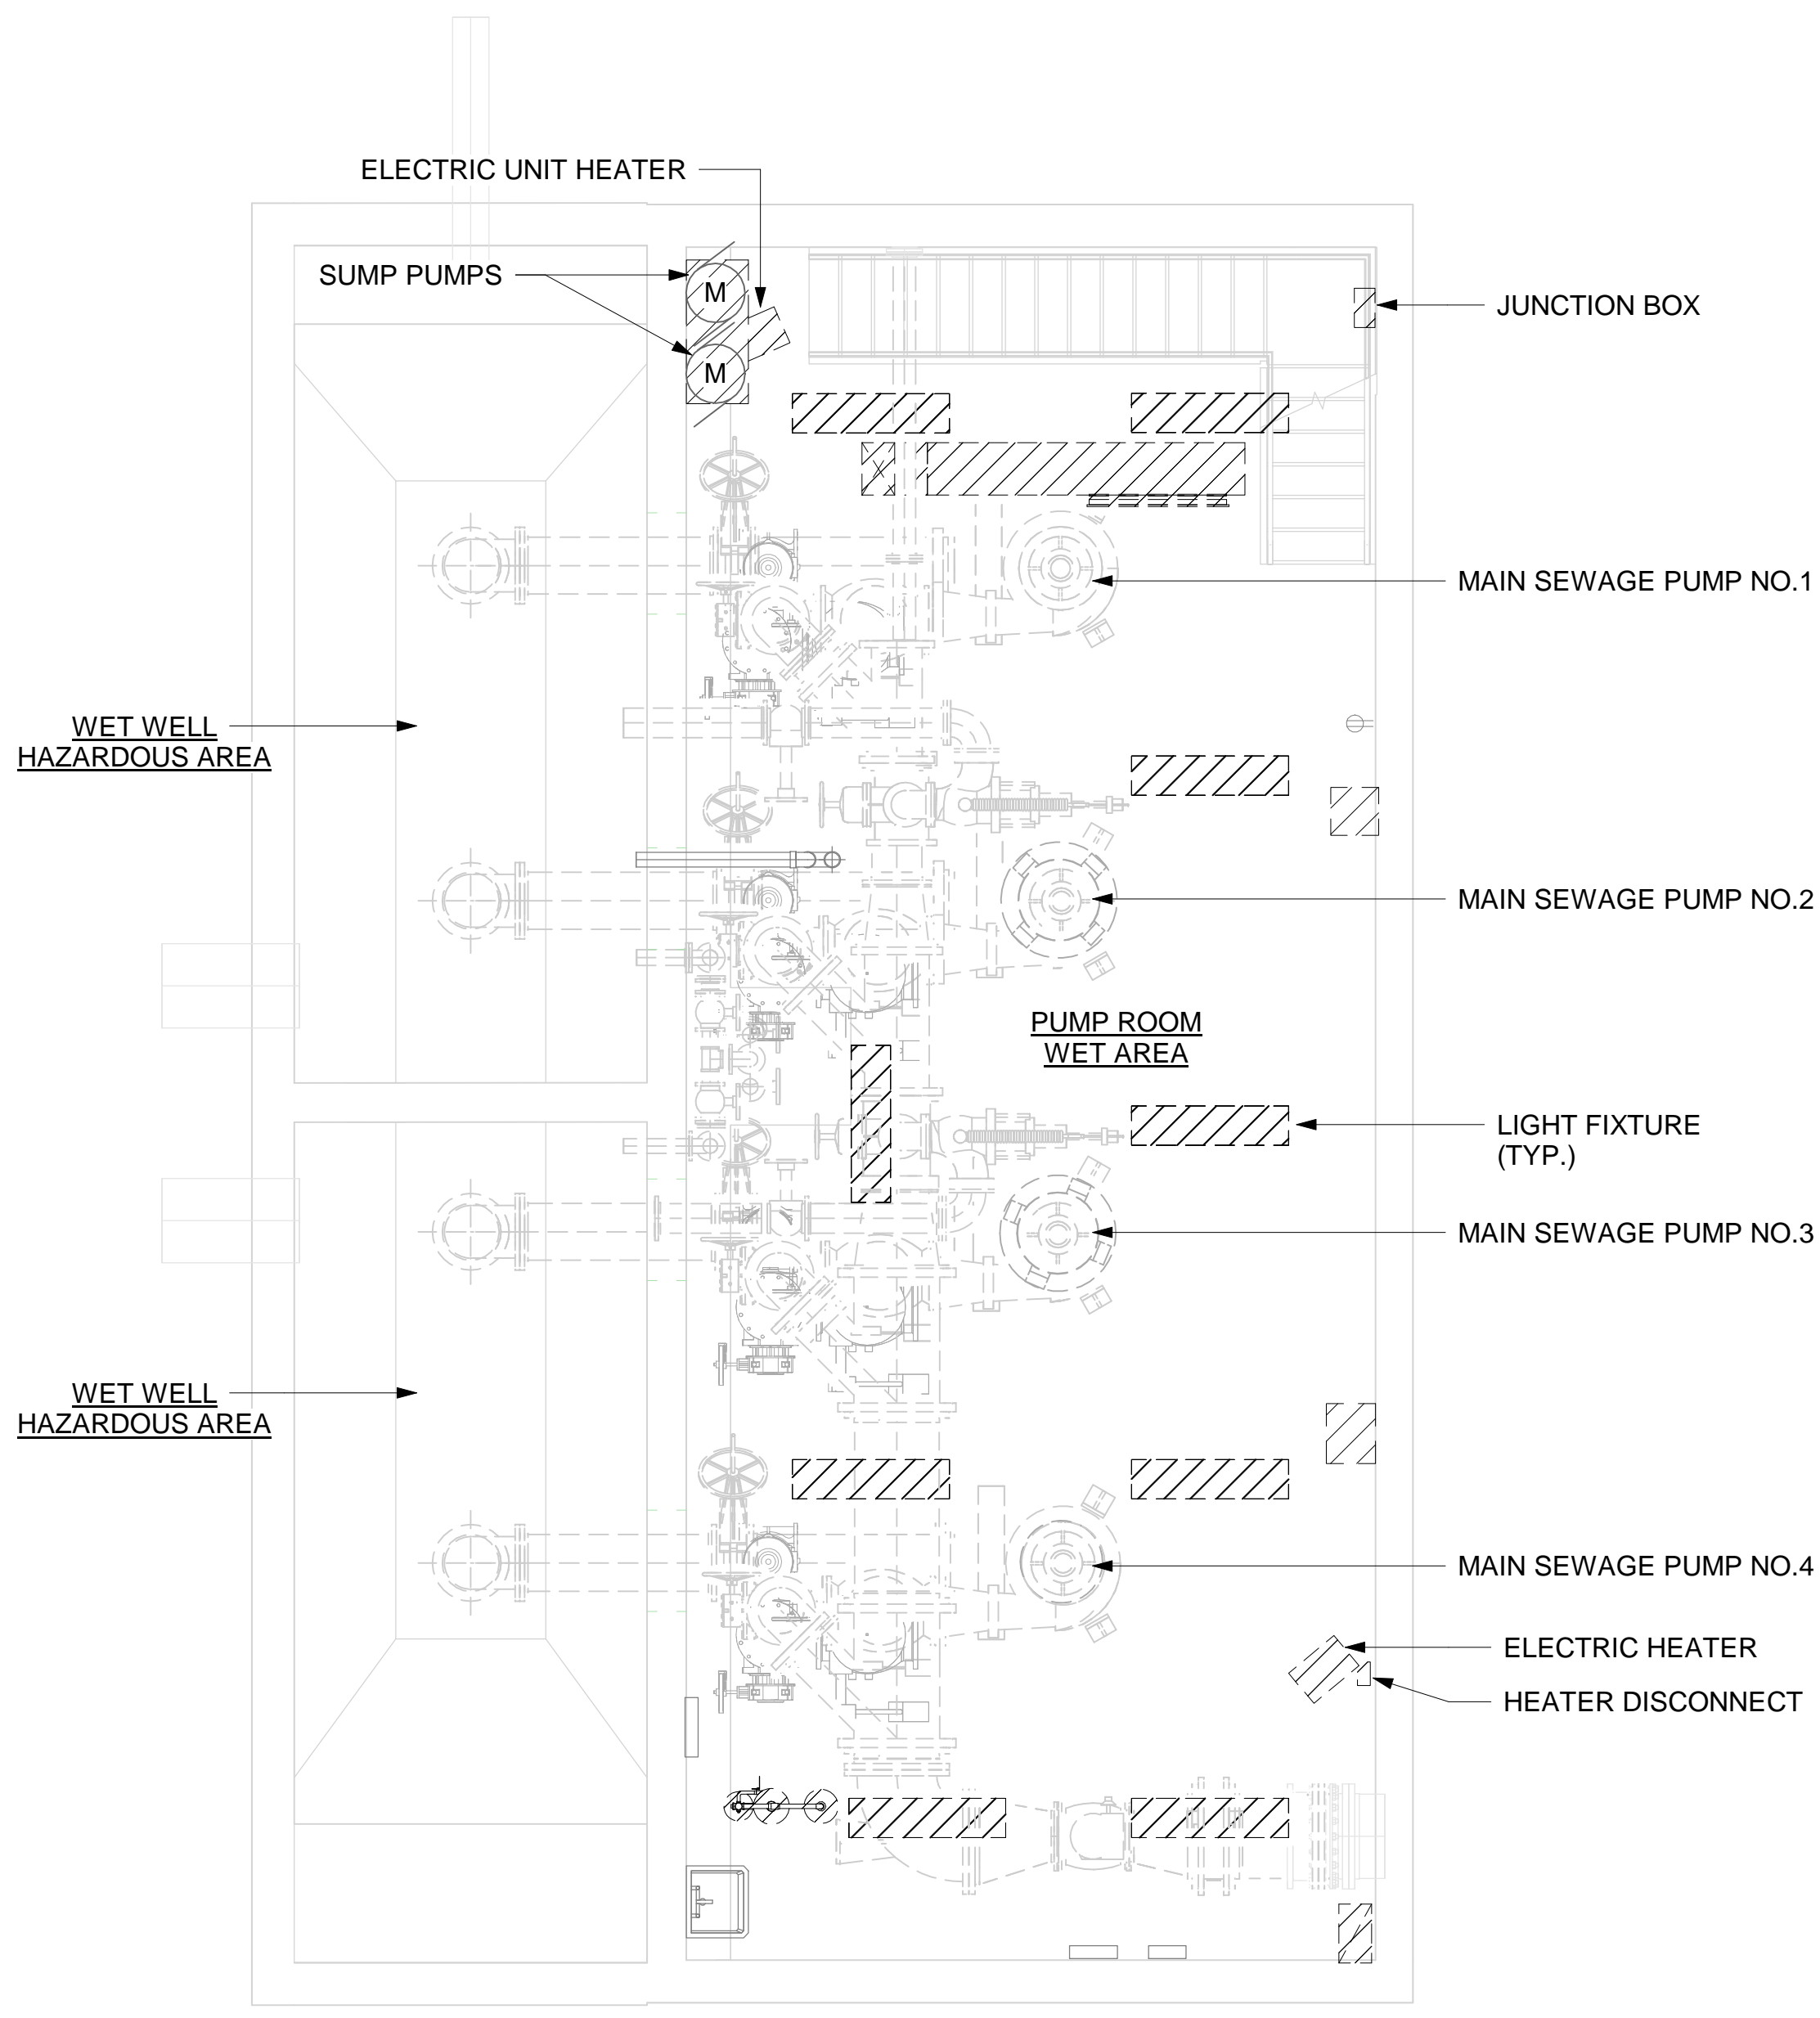 ELECTRIC UNIT HEATER
SUMP PUMPS
M
M
JUNCTION BOX
MAIN SEWAGE PUMP NO.1
WET WELL
HAZARDOUS AREA
MAIN SEWAGE PUMP NO.2
PUMP ROOM
WET AREA
LIGHT FIXTURE
(TYP.)
MAIN SEWAGE PUMP NO.3
WET WELL
HAZARDOUS AREA
MAIN SEWAGE PUMP NO.4
ELECTRIC HEATER
HEATER DISCONNECT